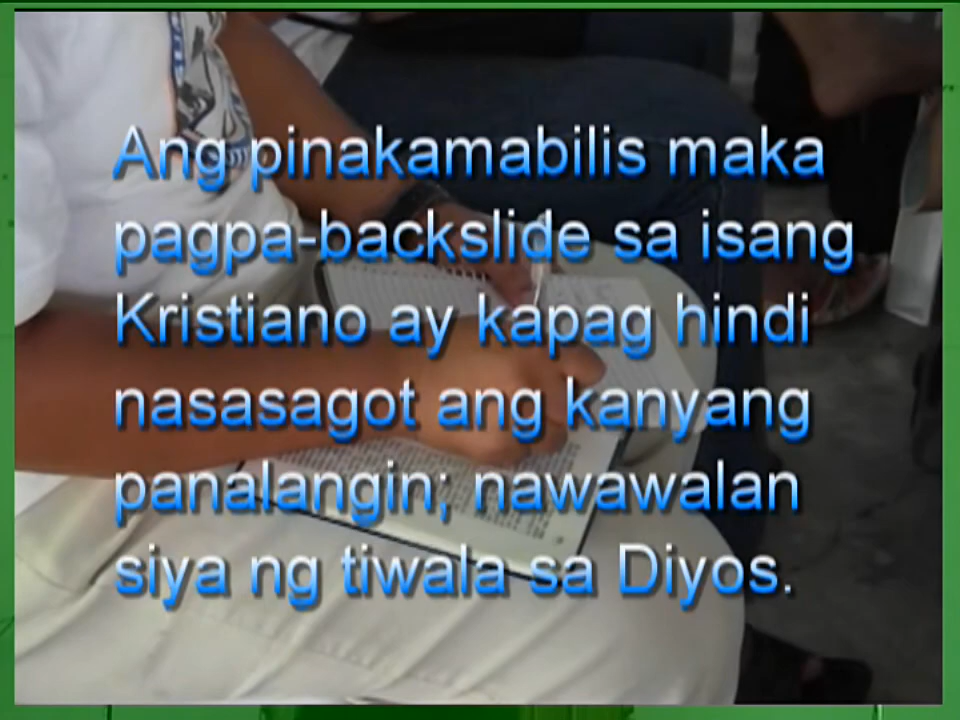 Ang pinakamabilis maka
pagpa-backslide sa isang
Kristiano ay kapag hindi
nasasagot ang kanyang
panalangin; nawawalan
siya ng tiwala sa Diyos.